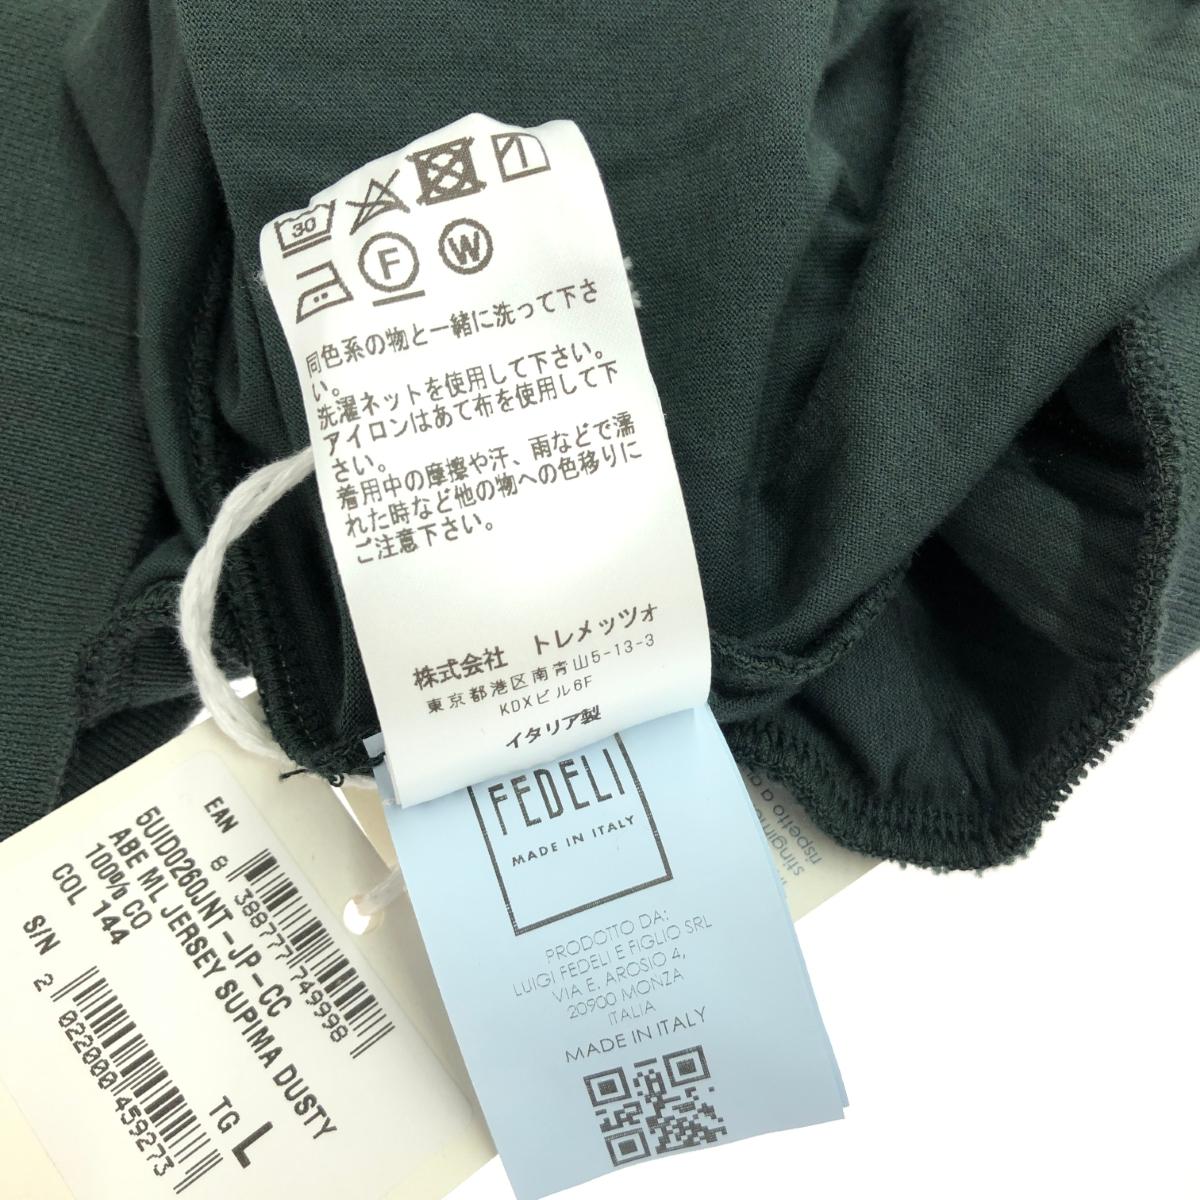 30
F
W
同色系の物と一緒に洗って下さ
い。
洗濯ネットを使用して下さい。
アイロンはあて布を使用して下
さい。
着用中の摩擦や汗、雨などで濡
れた時など他の物への色移りに
ご注意下さい。
株式会社 トレメッツォ
東京都港区南青山5-13-3
KDXビル6F
イタリア製
FEDELI
MADE IN ITALY
PRODOTTO DA:
LUIGI FEDELI E FIGLIO SRL
VIA E. AROSIO 4,
20900 MONZA
ITALIA
MADE IN ITALY
EAN
8 388777 749998
5UID0260JNT-JP-CC
ABE ML JERSEY SUPIMA DUSTY
100% CO
COL 144
TG L
S/N
2 022000 459273
rispetto a q